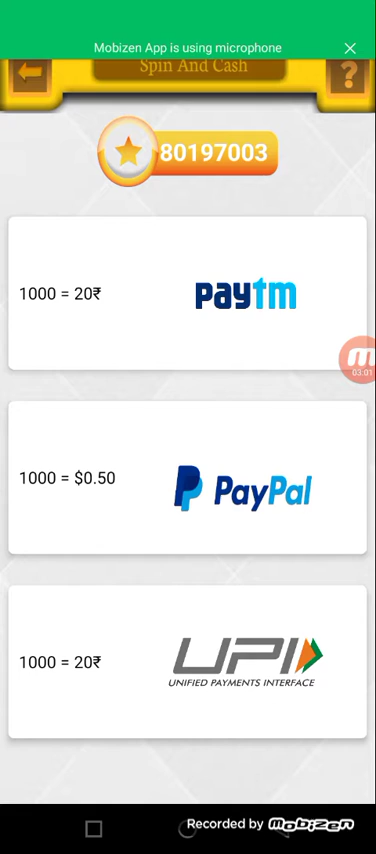 Mobizen App is using microphone
Spin And Cash
?
80197003
1000 = 20₹
paytm
03:01
1000 = $0.50
PayPal
1000 = 20₹
UPI
UNIFIED PAYMENTS INTERFACE
Recorded by Mobizen